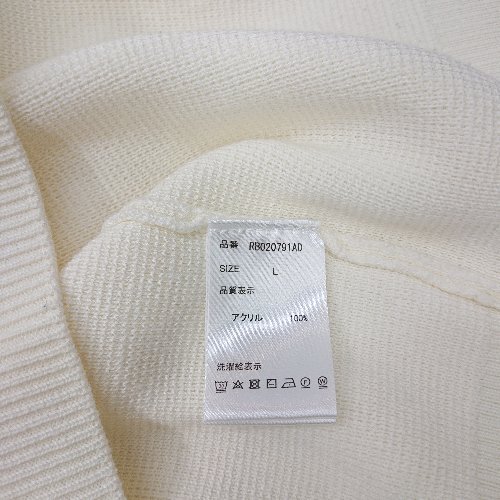 品番 RB020791AD
SIZE L
品質表示
アクリル 100%
洗濯絵表示